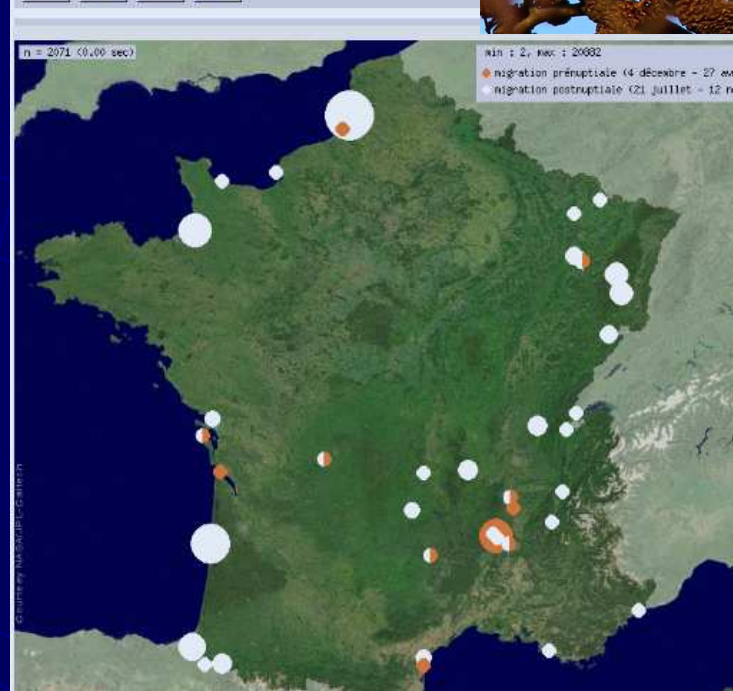 n = 2071 (0.00 sec)
min : 2, max : 20882
migration prénuptiale (4 décembre - 27 av
migration postnuptiale (21 juillet - 12 n
Courtesy NASA/JPL-Caltech